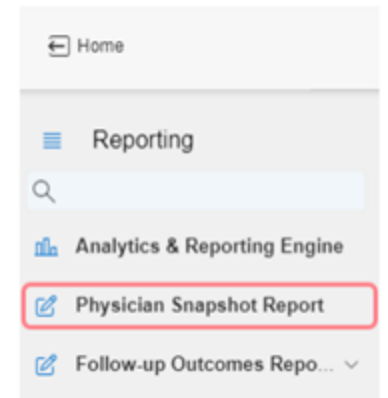 Home
Reporting
Analytics & Reporting Engine
Physician Snapshot Report
Follow-up Outcomes Repo...